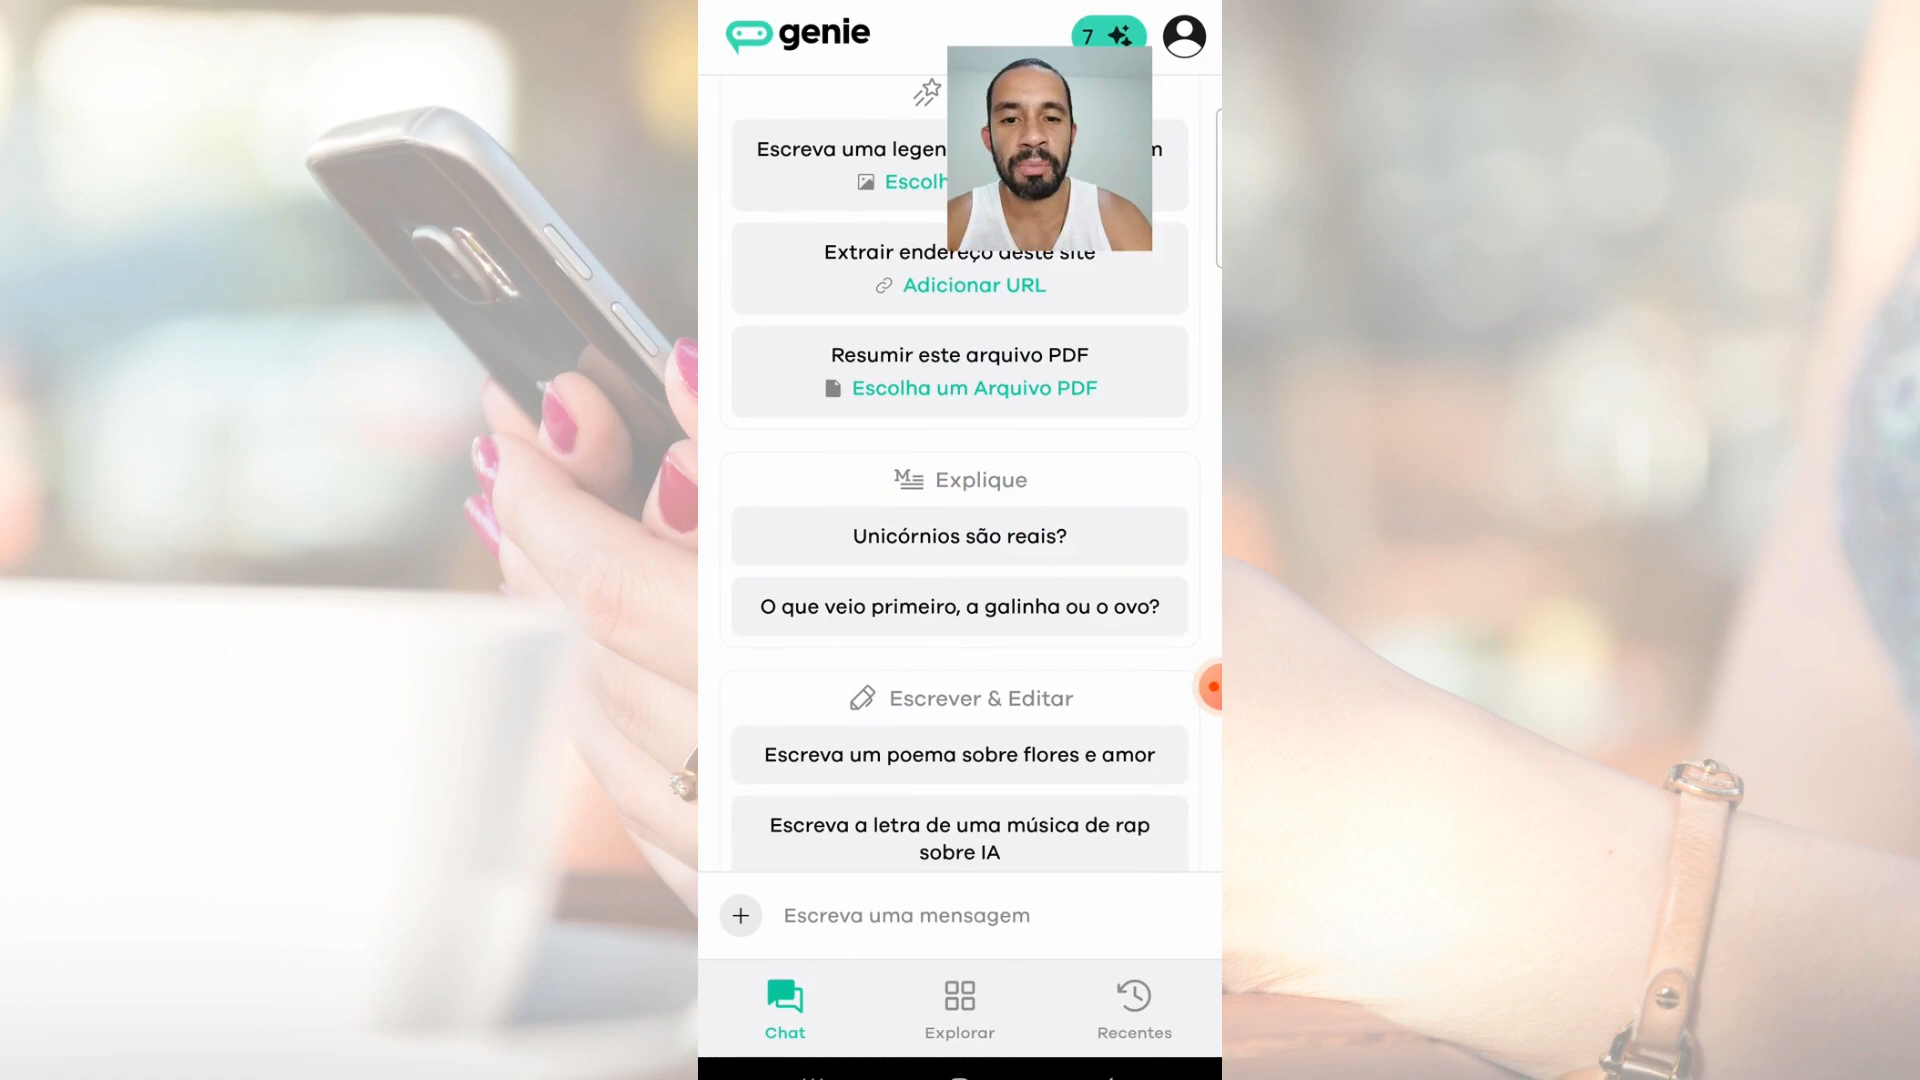 genie
7
Escreva uma legen
Escolh
Extrair endereço deste site
Adicionar URL
Resumir este arquivo PDF
Escolha um Arquivo PDF
Explique
Unicórnios são reais?
O que veio primeiro, a galinha ou o ovo?
Escrever & Editar
Escreva um poema sobre flores e amor
Escreva a letra de uma música de rap
sobre IA
Escreva uma mensagem
Chat
Explorar
Recentes